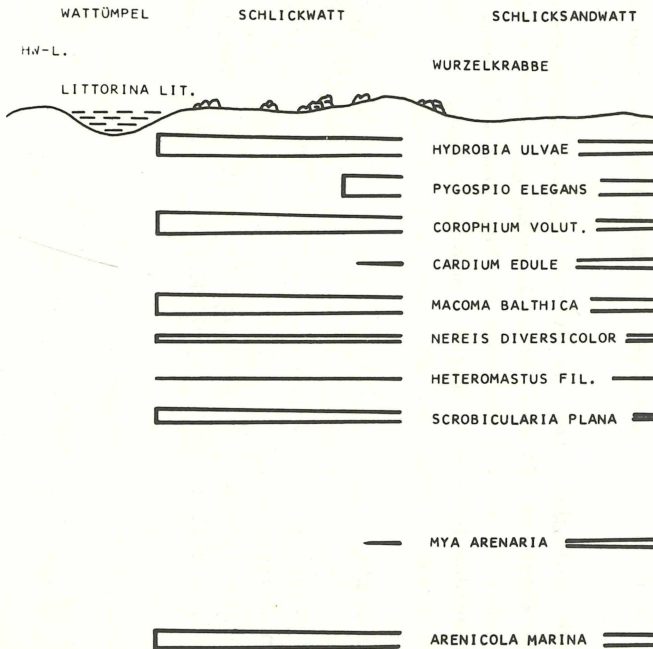 WATTÜMPEL SCHLICKWATT SCHLICKSANDWATT
H.W-L.
WURZELKRABBE
LITTORINA LIT.
HYDROBIA ULVAE
PYGOSPIO ELEGANS
COROPHIUM VOLUT.
CARDIUM EDULE
MACOMA BALTHICA
NEREIS DIVERSICOLOR
HETEROMASTUS FIL.
SCROBICULARIA PLANA
MYA ARENARIA
ARENICOLA MARINA